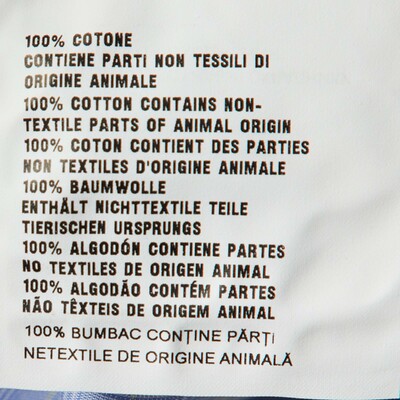 100% COTONE
CONTIENE PARTI NON TESSILI DI
ORIGINE ANIMALE
100% COTTON CONTAINS NON-
TEXTILE PARTS OF ANIMAL ORIGIN
100% COTON CONTIENT DES PARTIES
NON TEXTILES D'ORIGINE ANIMALE
100% BAUMWOLLE
ENTHÄLT NICHTTEXTILE TEILE
TIERISCHEN URSPRUNGS
100% ALGODÓN CONTIENE PARTES
NO TEXTILES DE ORIGEN ANIMAL
100% ALGODÃO CONTÉM PARTES
NÃO TÊXTEIS DE ORIGEM ANIMAL
100% BUMBAC CONȚINE PĂRȚI
NETEXTILE DE ORIGINE ANIMALĂ